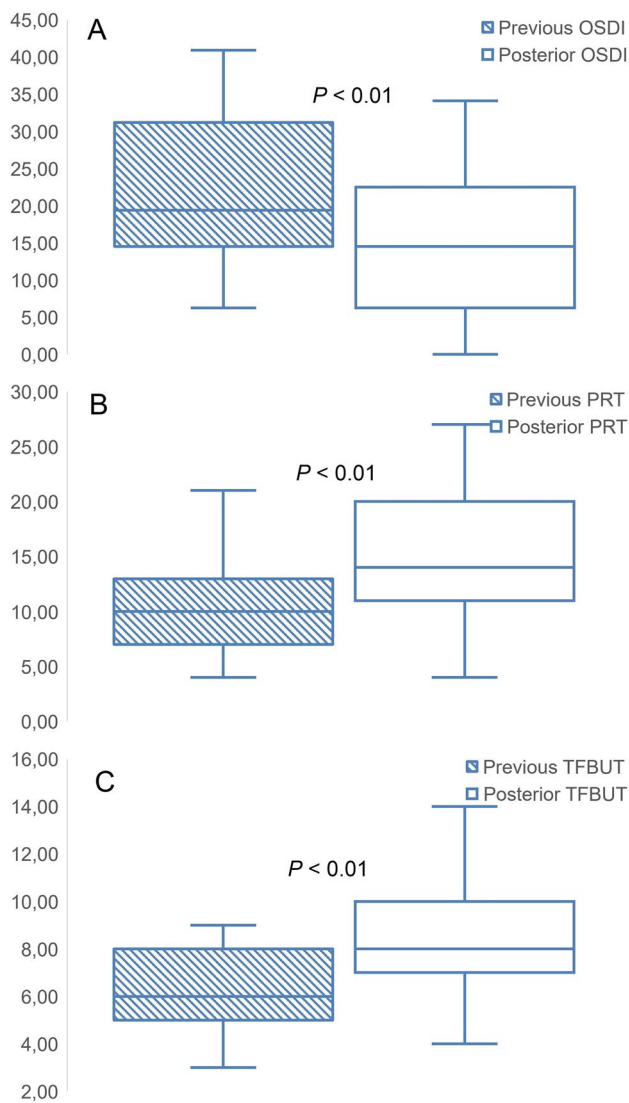 A
Previous OSDI
Posterior OSDI
P < 0.01
45,00
40,00
35,00
30,00
25,00
20,00
15,00
10,00
5,00
0,00
B
Previous PRT
Posterior PRT
P < 0.01
30,00
25,00
20,00
15,00
10,00
5,00
0,00
C
Previous TFBUT
Posterior TFBUT
P < 0.01
16,00
14,00
12,00
10,00
8,00
6,00
4,00
2,00